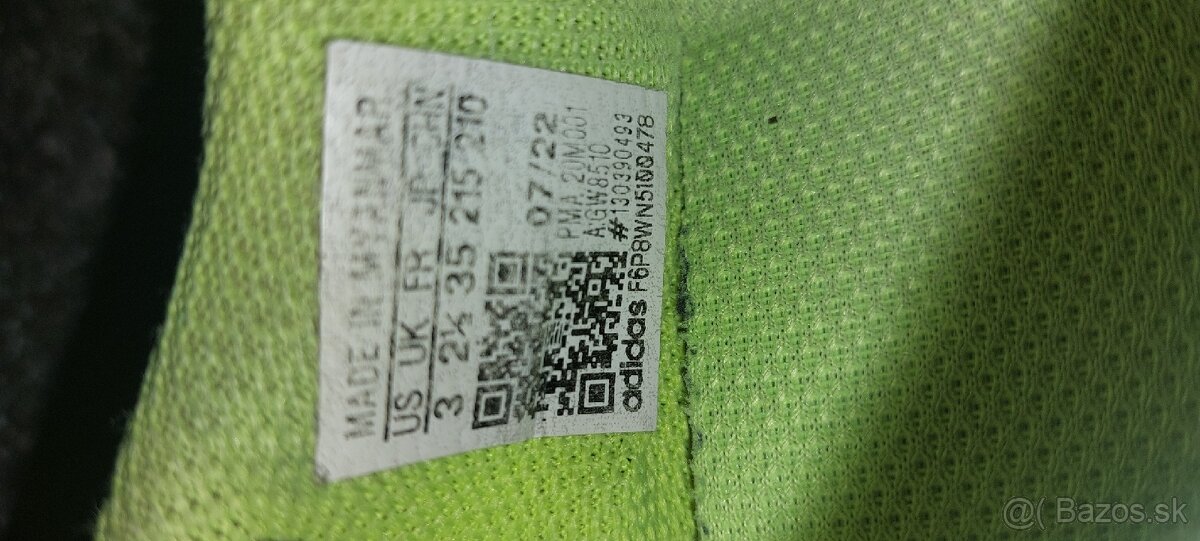 MADE IN MYANMAR
US UK FR JP CHN
3 2½ 35 215 210
07/22
PMA 20M001
A:GW8510
#130390493
adidas F6P8WN5100478
@( Bazos.sk